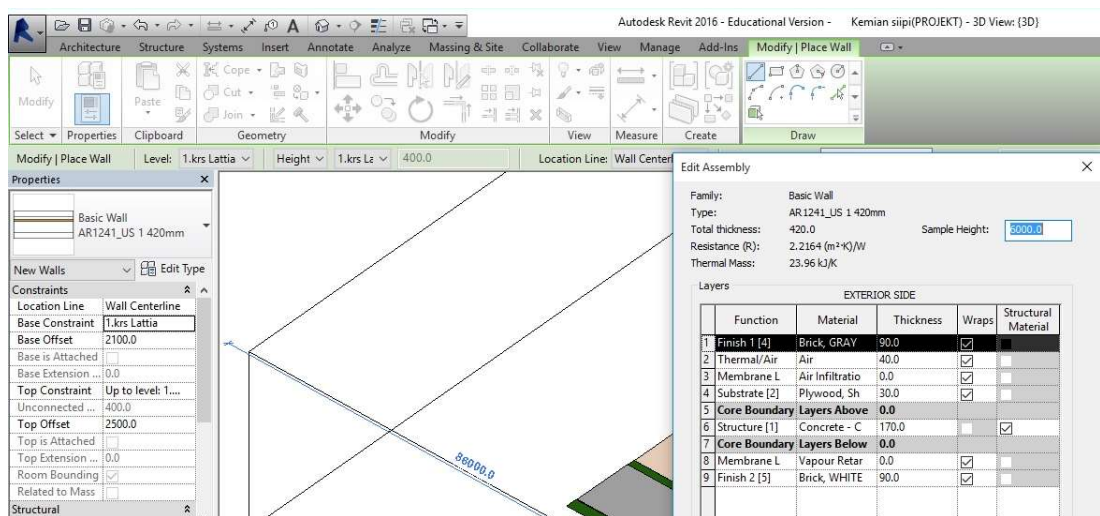 Autodesk Revit 2016 - Educational Version - Kemian siipi(PROJEKT) - 3D View: {3D}
Architecture Structure Systems Insert Annotate Analyze Massing & Site Collaborate View Manage Add-Ins Modify | Place Wall
Modify Paste Cope Cut Join
Select Properties Clipboard Geometry Modify View Measure Create Draw
Modify | Place Wall Level: 1.krs Lattia Height 1.krs La 400.0 Location Line: Wall Centerl
Properties
Basic Wall
AR1241_US 1 420mm
New Walls Edit Type
Constraints
Location Line Wall Centerline
Base Constraint 1.krs Lattia
Base Offset 2100.0
Base is Attached
Base Extension ... 0.0
Top Constraint Up to level: 1....
Unconnected ... 400.0
Top Offset 2500.0
Top is Attached
Top Extension ... 0.0
Room Bounding
Related to Mass
Structural
86000.0
Edit Assembly
Family: Basic Wall
Type: AR1241_US 1 420mm
Total thickness: 420.0 Sample Height: 6000.0
Resistance (R): 2.2164 (m²·K)/W
Thermal Mass: 23.96 kJ/K
Layers
EXTERIOR SIDE
Function Material Thickness Wraps Structural Material
1 Finish 1 [4] Brick, GRAY 90.0
2 Thermal/Air Air 40.0
3 Membrane L Air Infiltratio 0.0
4 Substrate [2] Plywood, Sh 30.0
5 Core Boundary Layers Above 0.0
6 Structure [1] Concrete - C 170.0
7 Core Boundary Layers Below 0.0
8 Membrane L Vapour Retar 0.0
9 Finish 2 [5] Brick, WHITE 90.0